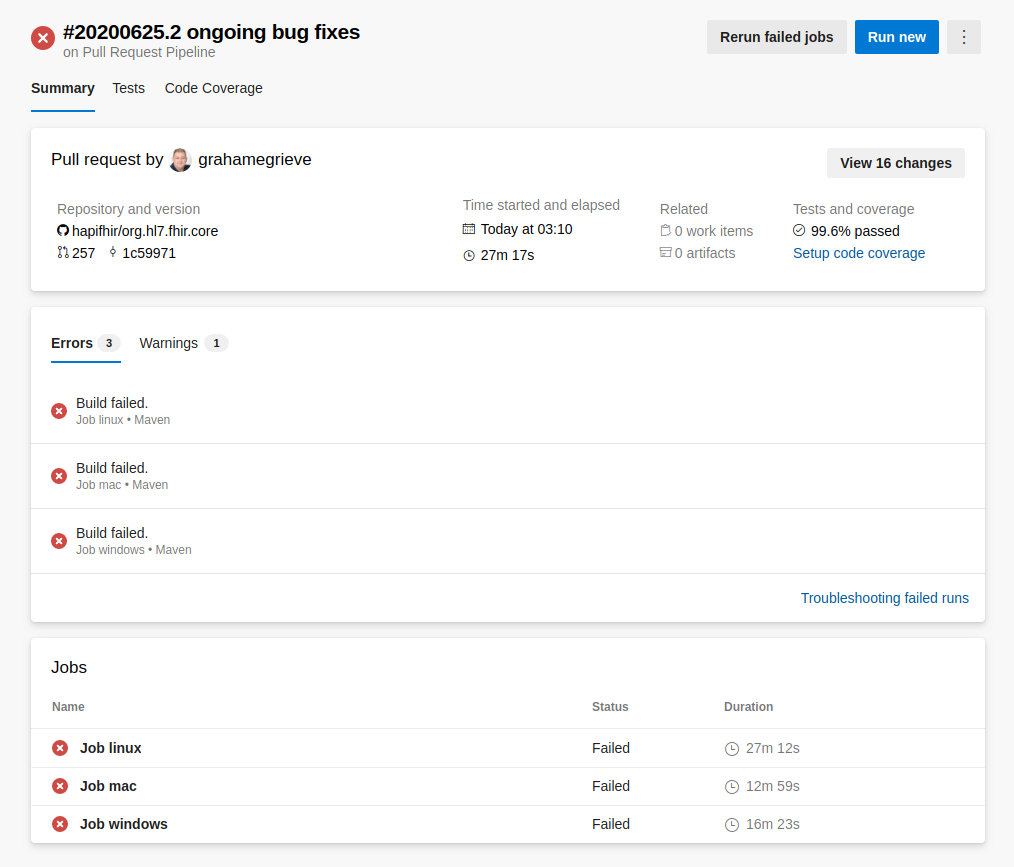 #20200625.2 ongoing bug fixes
on Pull Request Pipeline
Rerun failed jobs
Run new
Summary
Tests
Code Coverage
Pull request by grahamegrieve
View 16 changes
Repository and version
hapifhir/org.hl7.fhir.core
257 1c59971
Time started and elapsed
Today at 03:10
27m 17s
Related
0 work items
0 artifacts
Tests and coverage
99.6% passed
Setup code coverage
Errors 3
Warnings 1
Build failed.
Job linux • Maven
Build failed.
Job mac • Maven
Build failed.
Job windows • Maven
Troubleshooting failed runs
Jobs
Name Status Duration
Job linux Failed 27m 12s
Job mac Failed 12m 59s
Job windows Failed 16m 23s